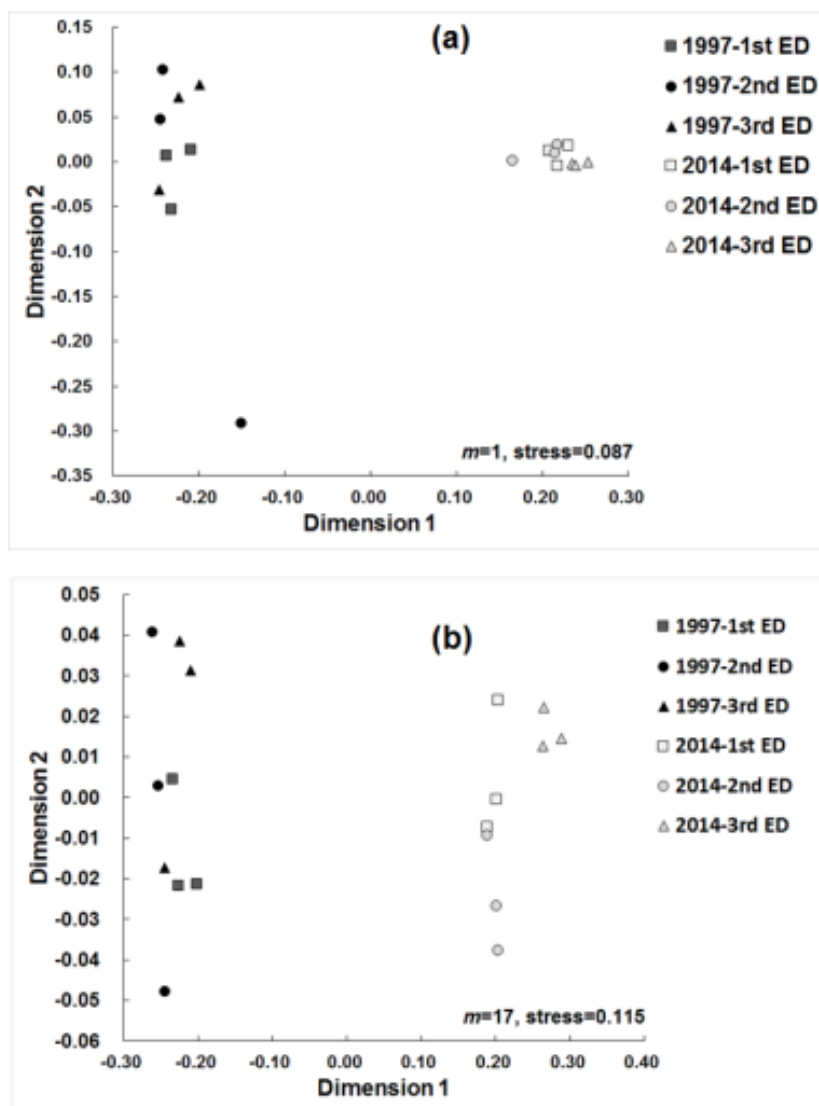 (a)
0.15
0.10
0.05
0.00
-0.05
-0.10
-0.15
-0.20
-0.25
-0.30
-0.35
Dimension 2
-0.30 -0.20 -0.10 0.00 0.10 0.20 0.30
Dimension 1
m=1, stress=0.087
1997-1st ED
1997-2nd ED
1997-3rd ED
2014-1st ED
2014-2nd ED
2014-3rd ED
(b)
0.05
0.04
0.03
0.02
0.01
0.00
-0.01
-0.02
-0.03
-0.04
-0.05
-0.06
Dimension 2
-0.30 -0.20 -0.10 0.00 0.10 0.20 0.30 0.40
Dimension 1
m=17, stress=0.115
1997-1st ED
1997-2nd ED
1997-3rd ED
2014-1st ED
2014-2nd ED
2014-3rd ED